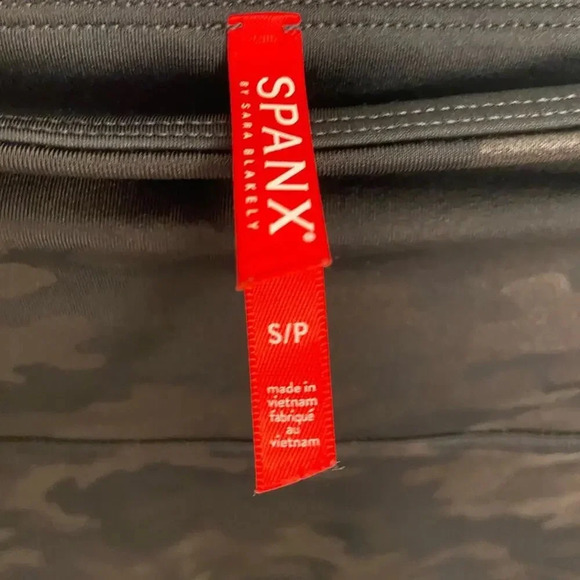 SPANX®
BY SARA BLAKELY
S/P
made in
vietnam
fabriqué
au
vietnam